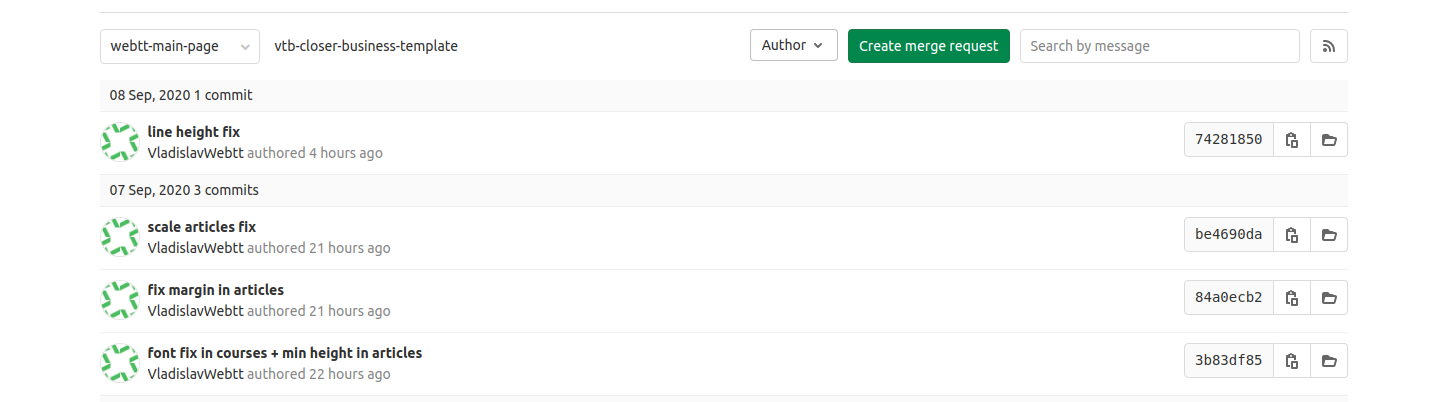 webtt-main-page vtb-closer-business-template Author Create merge request Search by message
08 Sep, 2020 1 commit
line height fix
VladislavWebtt authored 4 hours ago
74281850
07 Sep, 2020 3 commits
scale articles fix
VladislavWebtt authored 21 hours ago
be4690da
fix margin in articles
VladislavWebtt authored 21 hours ago
84a0ecb2
font fix in courses + min height in articles
VladislavWebtt authored 22 hours ago
3b83df85